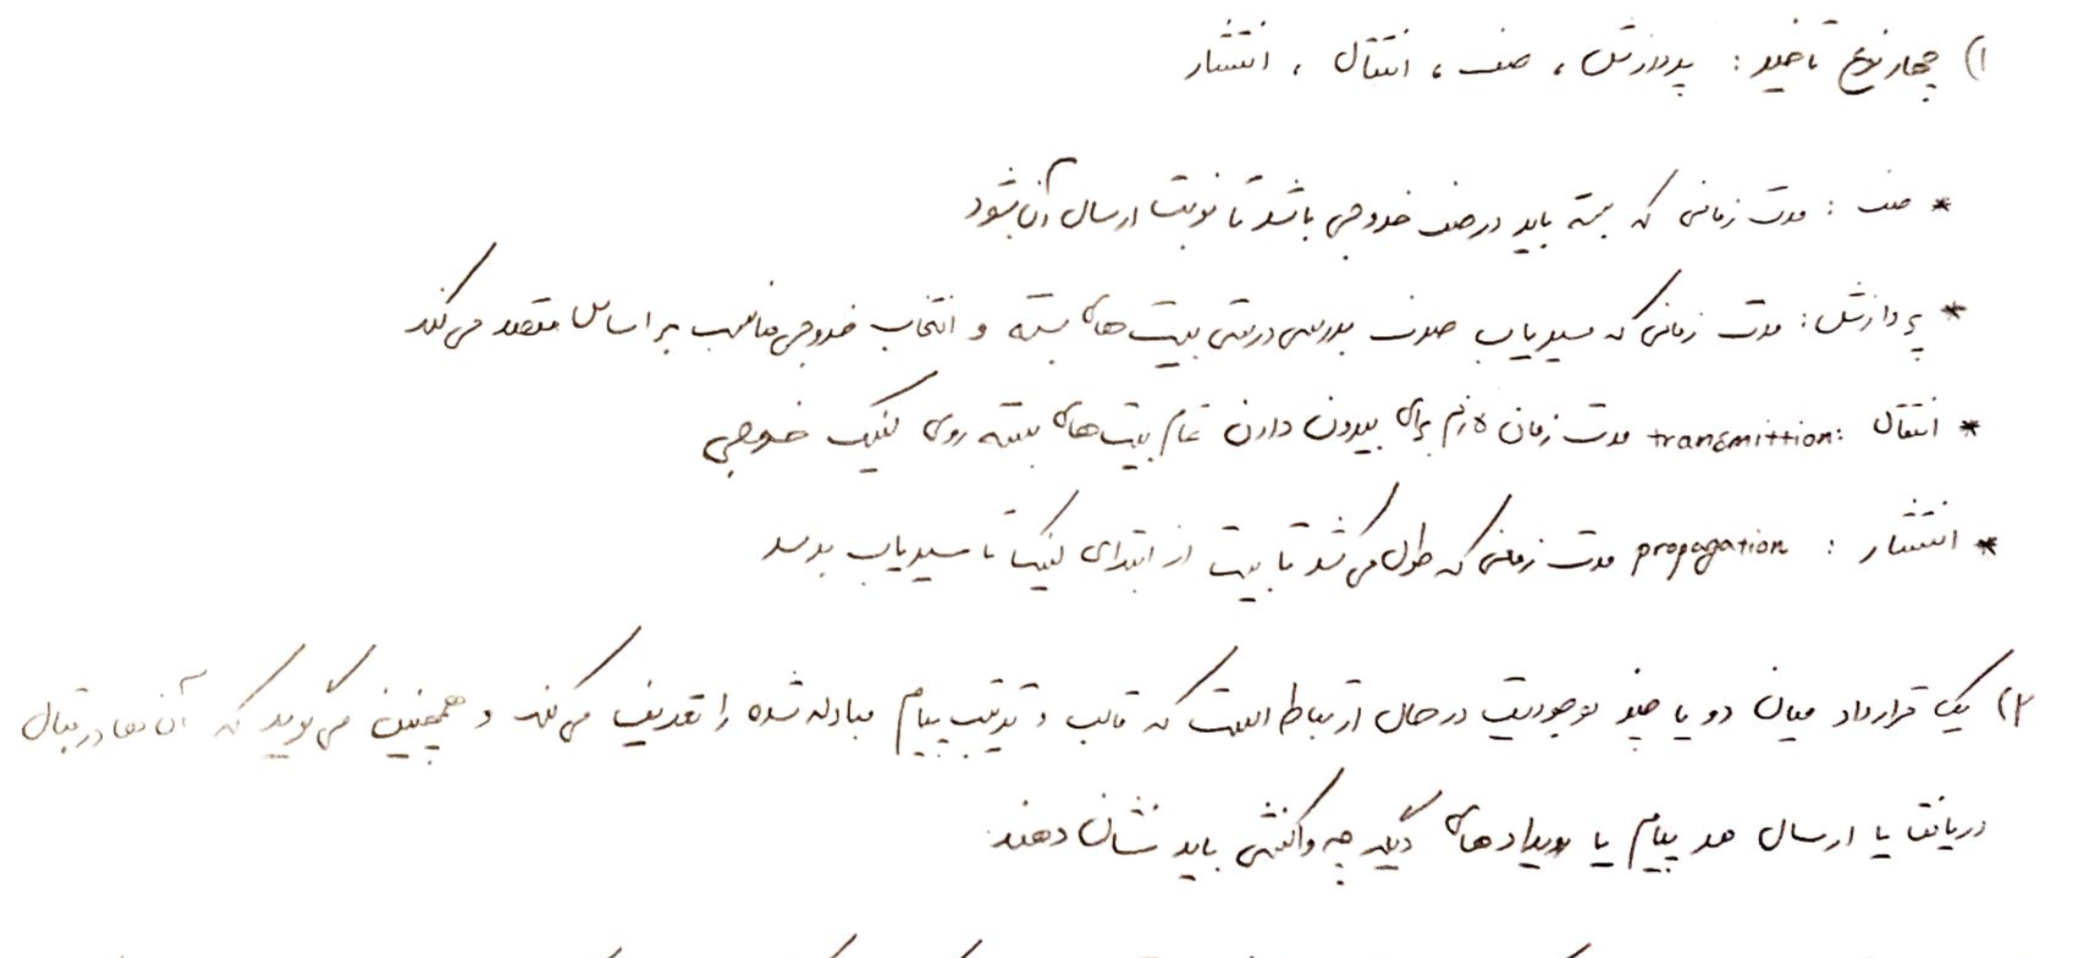 ۱) چهار نوع تاخیر : پردازش ، صف ، انتقال ، انتشار
* صف : مدت زمانی که بسته باید در صف خروجی باشد تا نوبت ارسال آن شود
* پردازش : مدت زمانی که مسیریاب صرف بررسی درستی بیت‌های بسته و انتخاب خروجی مناسب بر اساس مقصد می‌کند
* انتقال transmittion: مدت زمان لازم برای بیرون دادن تمام بیت‌های بسته روی لینک خروجی
* انتشار : propagation مدت زمانی که طول می‌کشد تا بیت از ابتدای لینک تا مسیریاب برسد
۲) یک قرارداد میان دو یا چند موجودیت در حال ارتباط است که قالب و ترتیب پیام مبادله شده را تعریف می‌کند و همچنین می‌گوید که آن‌ها در قبال
دریافت یا ارسال هر پیام یا رویدادهای دیگر چه واکنشی باید نشان دهند